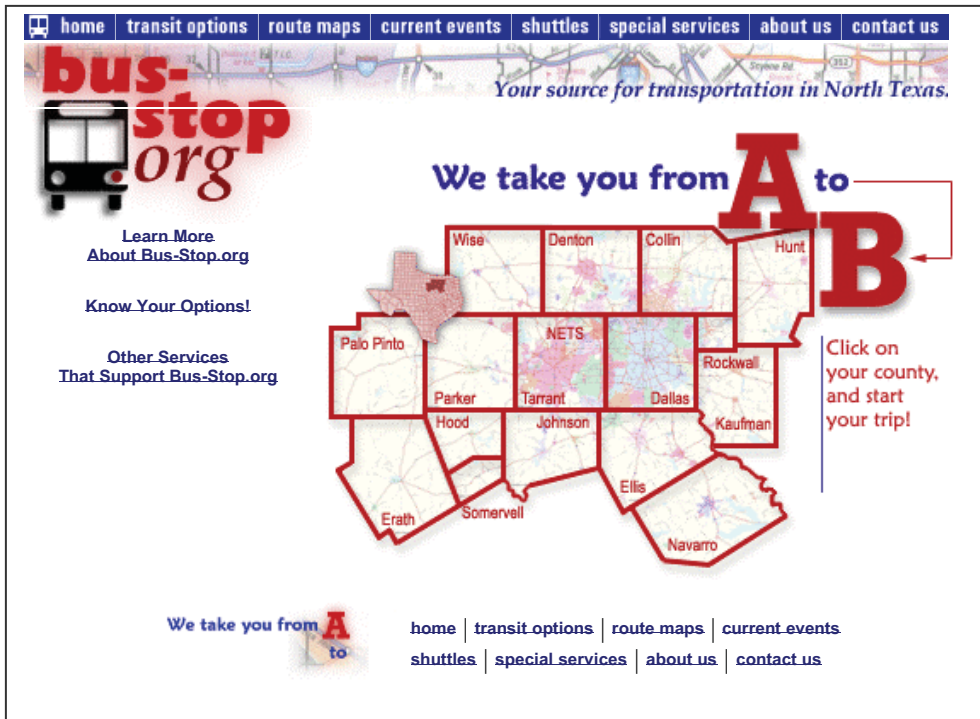 home | transit options | route maps | current events | shuttles | special services | about us | contact us
bus-
stop
org
Your source for transportation in North Texas.
We take you from A to
B
Learn More
About Bus-Stop.org
Know Your Options!
Other Services
That Support Bus-Stop.org
Wise
Denton
Collin
Hunt
Palo Pinto
NETS
Rockwall
Parker
Tarrant
Dallas
Hood
Johnson
Kaufman
Ellis
Erath
Somervell
Navarro
Click on
your county,
and start
your trip!
We take you from A
to
home | transit options | route maps | current events
shuttles | special services | about us | contact us